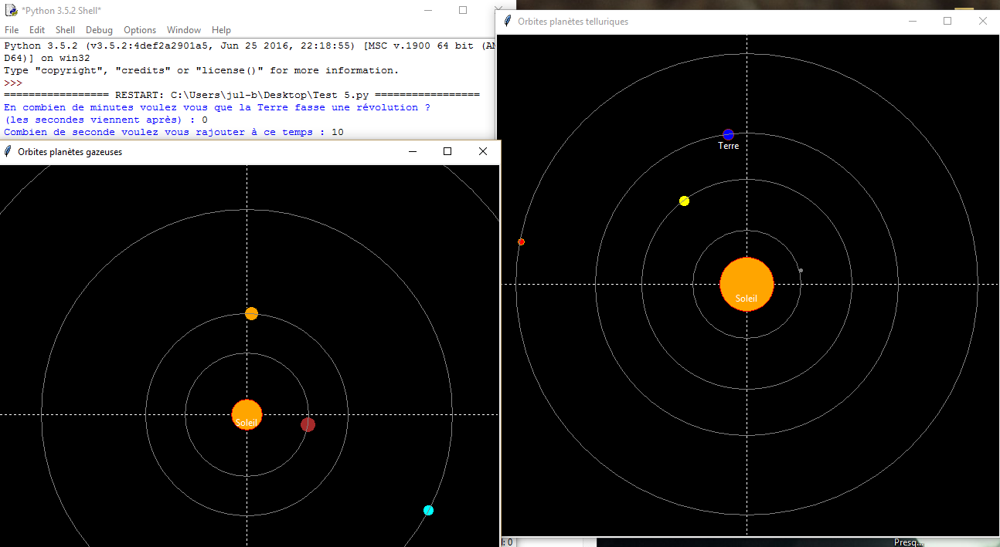 *Python 3.5.2 Shell*
File Edit Shell Debug Options Window Help
Python 3.5.2 (v3.5.2:4def2a2901a5, Jun 25 2016, 22:18:55) [MSC v.1900 64 bit (AM
D64)] on win32
Type "copyright", "credits" or "license()" for more information.
>>>
================= RESTART: C:\Users\jul-b\Desktop\Test 5.py =================
En combien de minutes voulez vous que la Terre fasse une révolution ?
(les secondes viennent après) : 0
Combien de seconde voulez vous rajouter à ce temps : 10
Orbites planètes gazeuses
Soleil
Orbites planètes telluriques
Terre
Soleil
: 0
Presq...